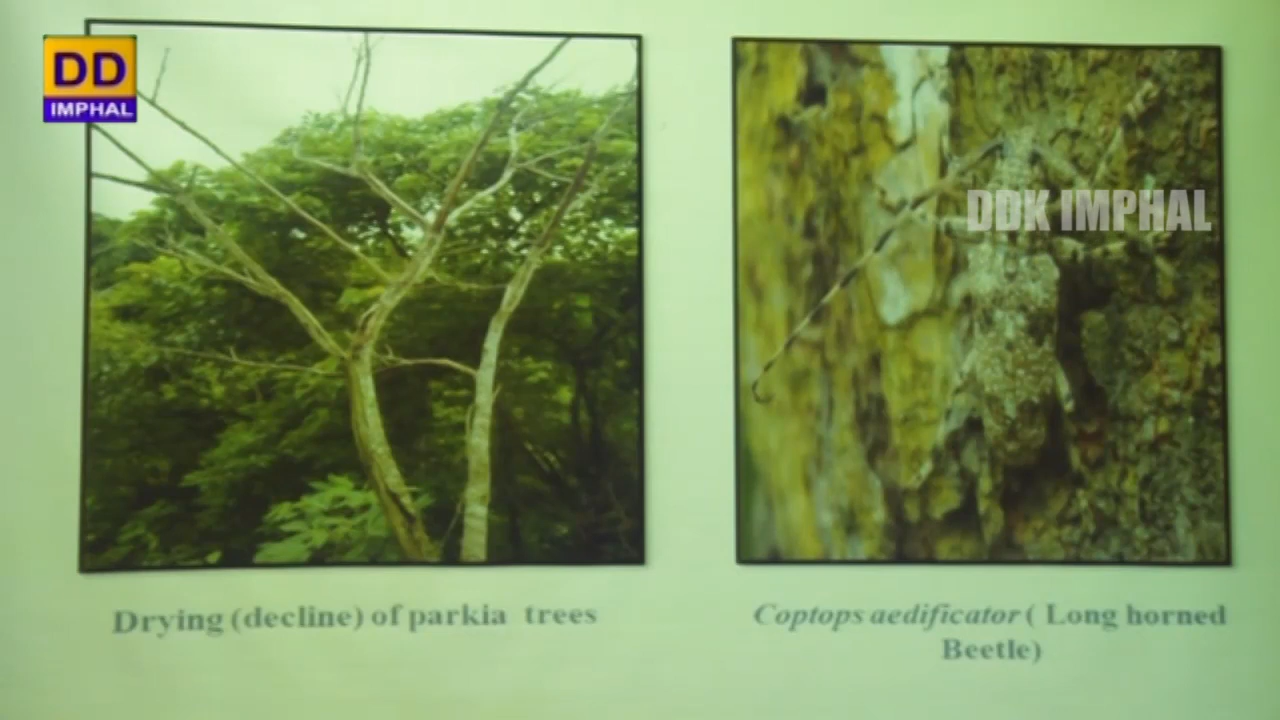 DD
IMPHAL
DDK IMPHAL
Drying (decline) of parkia trees
Coptops aedificator ( Long horned
Beetle)